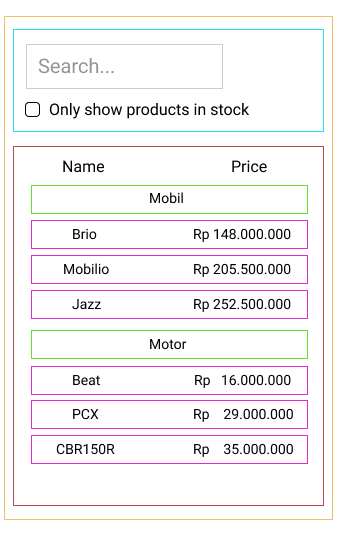 Search...
Only show products in stock
Name Price
Mobil
Brio Rp 148.000.000
Mobilio Rp 205.500.000
Jazz Rp 252.500.000
Motor
Beat Rp 16.000.000
PCX Rp 29.000.000
CBR150R Rp 35.000.000